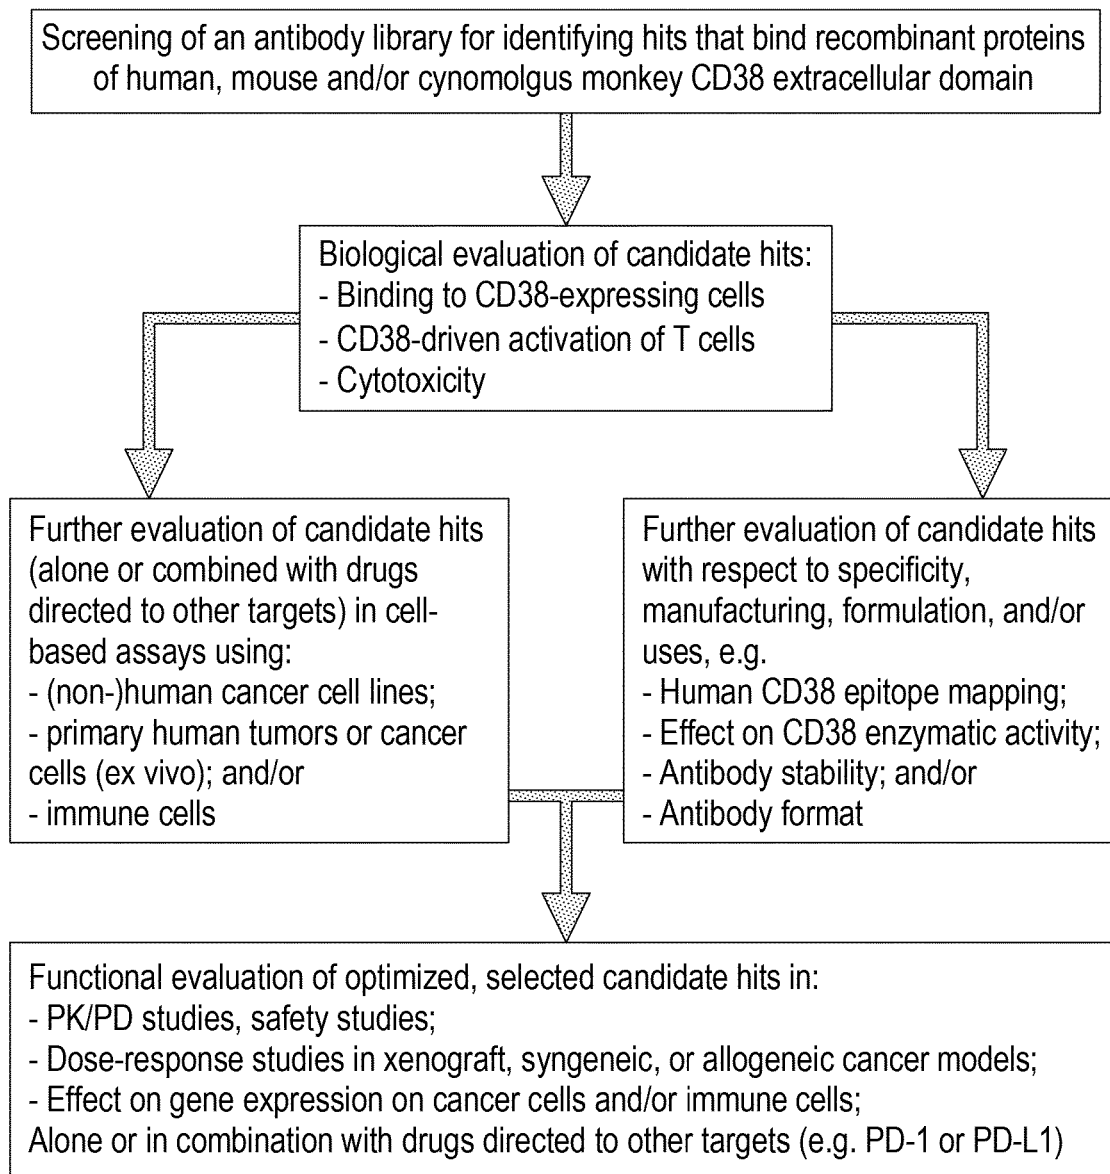 Screening of an antibody library for identifying hits that bind recombinant proteins
of human, mouse and/or cynomolgus monkey CD38 extracellular domain
Biological evaluation of candidate hits:
- Binding to CD38-expressing cells
- CD38-driven activation of T cells
- Cytotoxicity
Further evaluation of candidate hits
(alone or combined with drugs
directed to other targets) in cell-
based assays using:
- (non-)human cancer cell lines;
- primary human tumors or cancer
cells (ex vivo); and/or
- immune cells
Further evaluation of candidate hits
with respect to specificity,
manufacturing, formulation, and/or
uses, e.g.
- Human CD38 epitope mapping;
- Effect on CD38 enzymatic activity;
- Antibody stability; and/or
- Antibody format
Functional evaluation of optimized, selected candidate hits in:
- PK/PD studies, safety studies;
- Dose-response studies in xenograft, syngeneic, or allogeneic cancer models;
- Effect on gene expression on cancer cells and/or immune cells;
Alone or in combination with drugs directed to other targets (e.g. PD-1 or PD-L1)